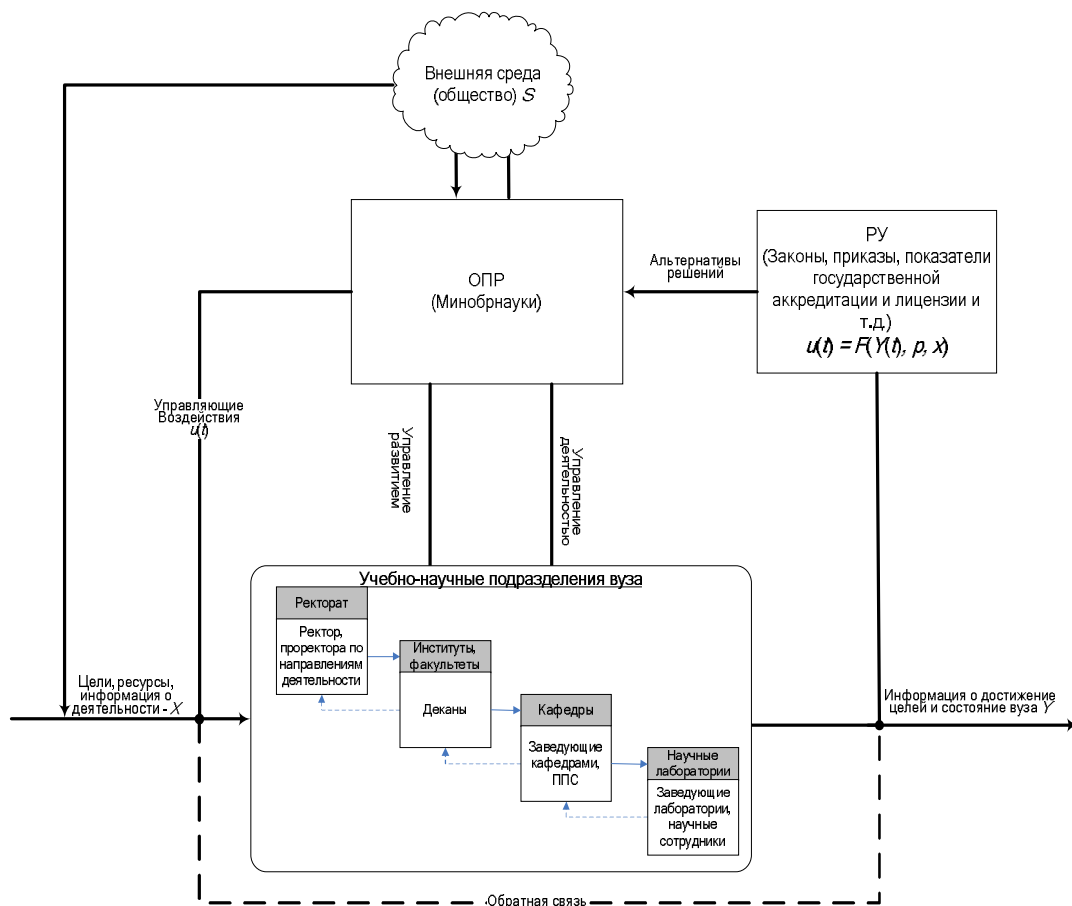 Внешняя среда
(общество) S
ОПР
(Минобрнауки)
Альтернативы
решений
РУ
(Законы, приказы, показатели
государственной
аккредитации и лицензии и
т.д.)
u(t) = F(Y(t), p, x)
Управляющие
Воздействия
u(t)
Управление
развитием
Управление
деятельностью
Учебно-научные подразделения вуза
Ректорат
Ректор,
проректора по
направлениям
деятельности
Институты,
факультеты
Деканы
Кафедры
Заведующие
кафедрами,
ППС
Научные
лаборатории
Заведующие
лаборатории,
научные
сотрудники
Цели, ресурсы,
информация о
деятельности - X
Информация о достижение
целей и состояние вуза Y
Обратная связь